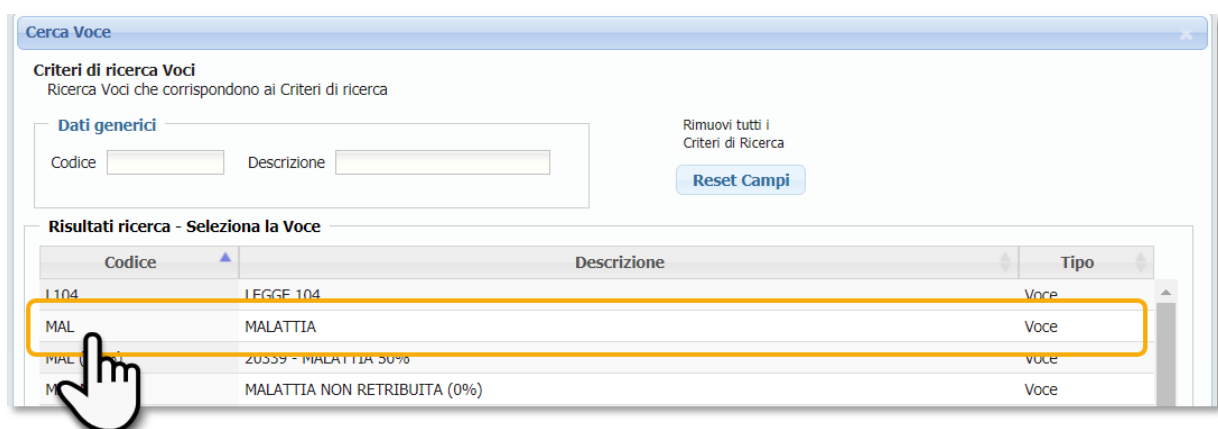 Cerca Voce
Criteri di ricerca Voci
Ricerca Voci che corrispondono ai Criteri di ricerca
Dati generici
Codice Descrizione
Rimuovi tutti i
Criteri di Ricerca
Reset Campi
Risultati ricerca - Seleziona la Voce
Codice Descrizione Tipo
L104 LEGGE 104 Voce
MAL MALATTIA Voce
MAL 20339 - MALATTIA 50% Voce
MALATTIA NON RETRIBUITA (0%) Voce